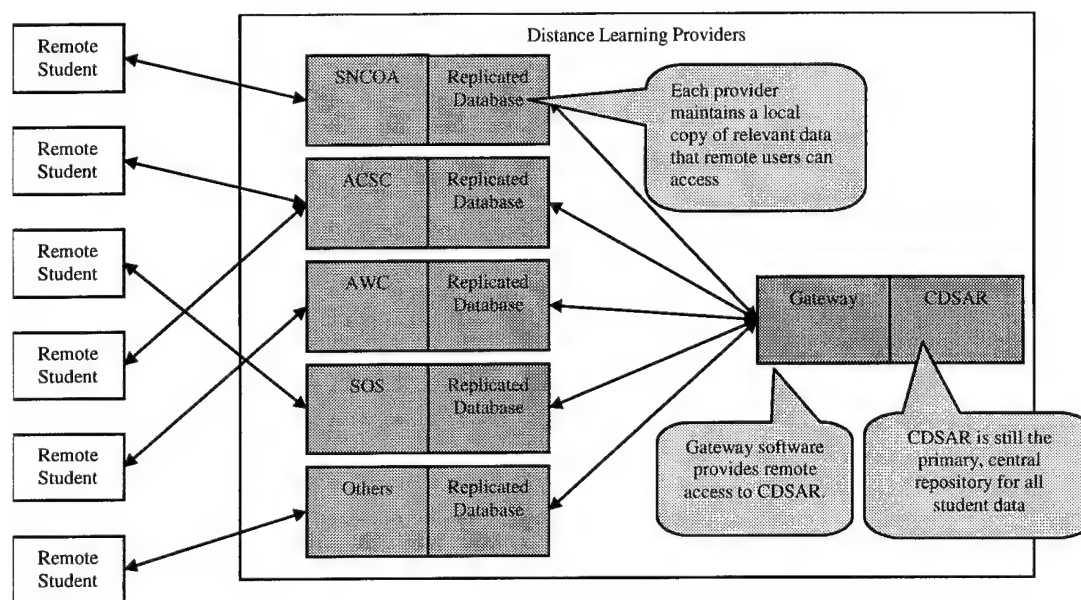 Distance Learning Providers
Remote
Student
Remote
Student
Remote
Student
Remote
Student
Remote
Student
Remote
Student
SNCOA
Replicated
Database
ACSC
Replicated
Database
AWC
Replicated
Database
SOS
Replicated
Database
Others
Replicated
Database
Each provider
maintains a local
copy of relevant data
that remote users can
access
Gateway
CDSAR
Gateway software
provides remote
access to CDSAR.
CDSAR is still the
primary, central
repository for all
student data